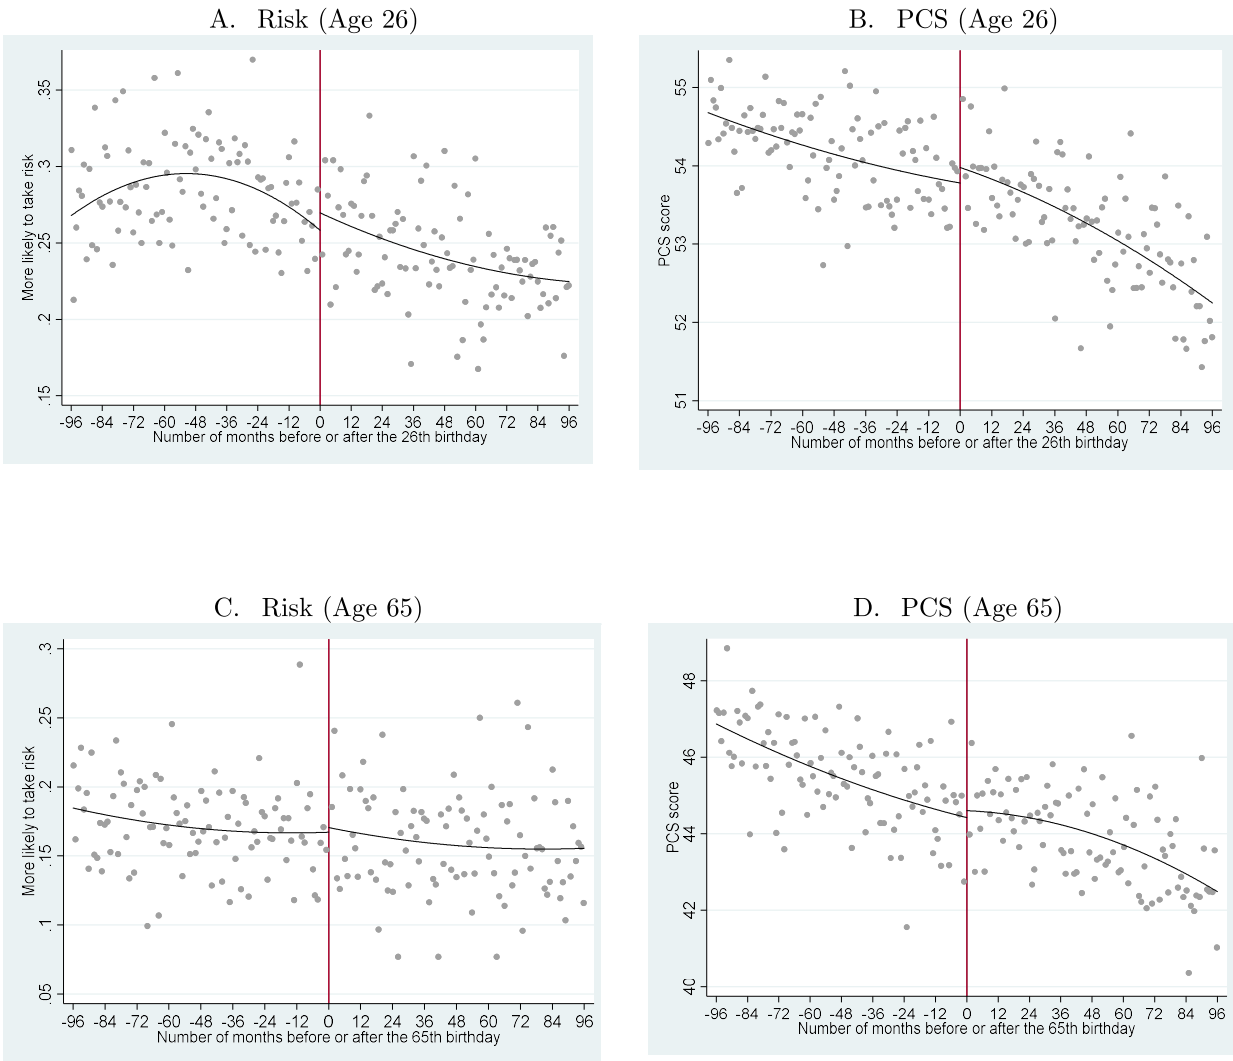 A. Risk (Age 26)
More likely to take risk
.35
.3
.25
.2
.15
-96 -84 -72 -60 -48 -36 -24 -12 0 12 24 36 48 60 72 84 96
Number of months before or after the 26th birthday
B. PCS (Age 26)
PCS score
55
54
53
52
51
-96 -84 -72 -60 -48 -36 -24 -12 0 12 24 36 48 60 72 84 96
Number of months before or after the 26th birthday
C. Risk (Age 65)
More likely to take risk
.3
.25
.2
.15
.1
.05
-96 -84 -72 -60 -48 -36 -24 -12 0 12 24 36 48 60 72 84 96
Number of months before or after the 65th birthday
D. PCS (Age 65)
PCS score
48
46
44
42
40
-96 -84 -72 -60 -48 -36 -24 -12 0 12 24 36 48 60 72 84 96
Number of months before or after the 65th birthday